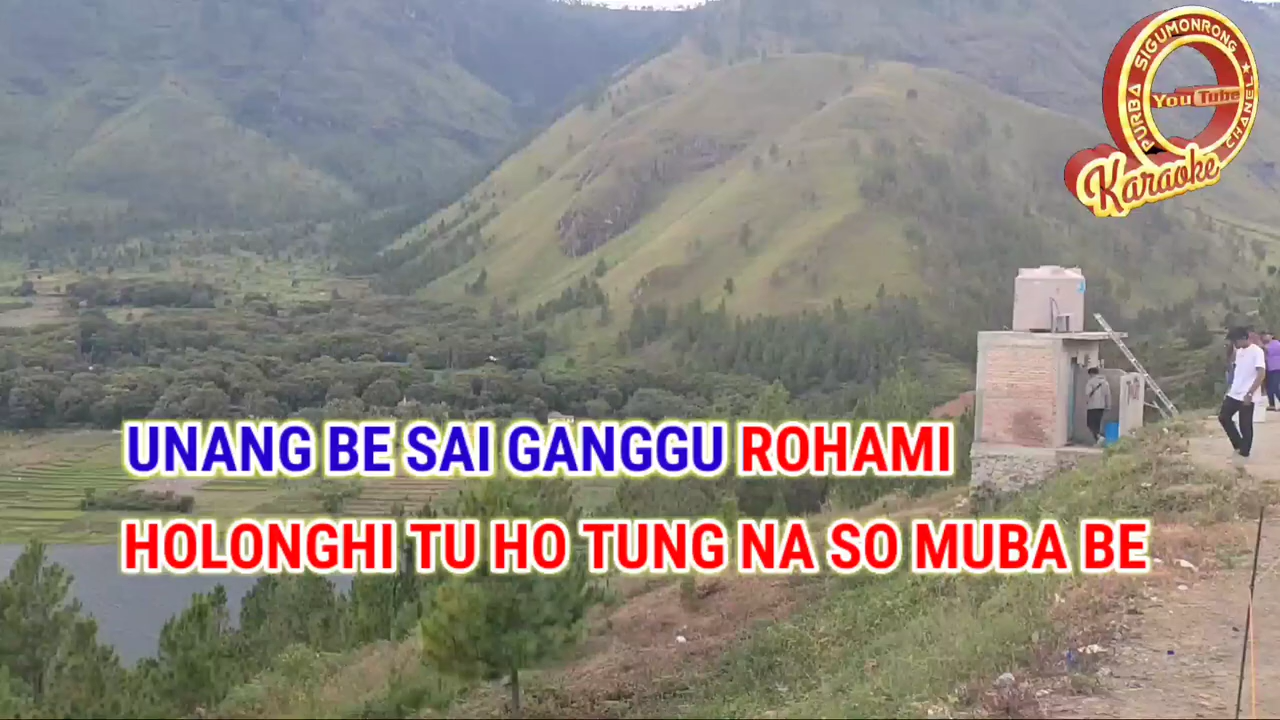 PURBA SIGUMONRONG ★ CHANEL
YouTube
Karaoke
UNANG BE SAI GANGGU ROHAMI
HOLONGHI TU HO TUNG NA SO MUBA BE